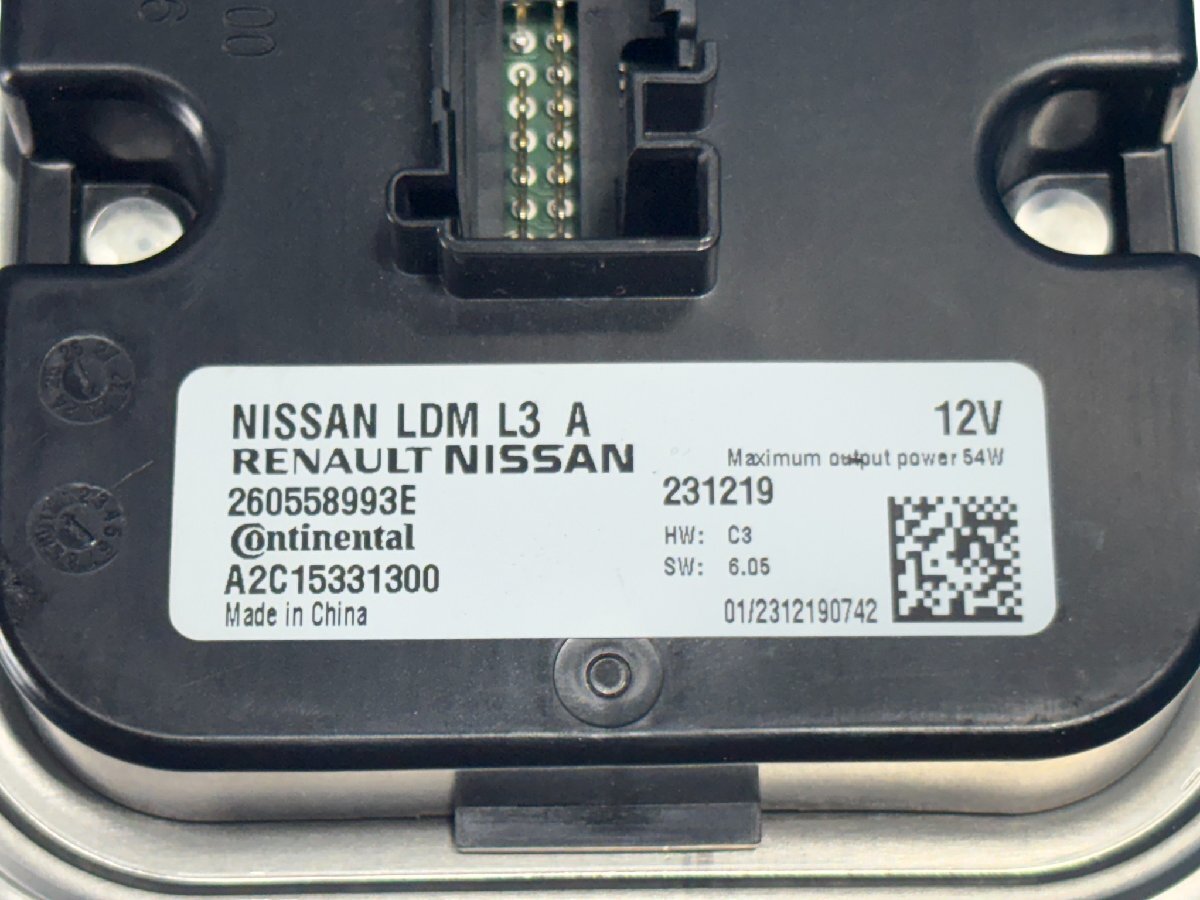 00
NISSAN LDM L3 A
12V
RENAULT NISSAN
Maximum output power 54W
260558993E
231219
Continental
HW: C3
A2C15331300
SW: 6.05
Made in China
01/2312190742